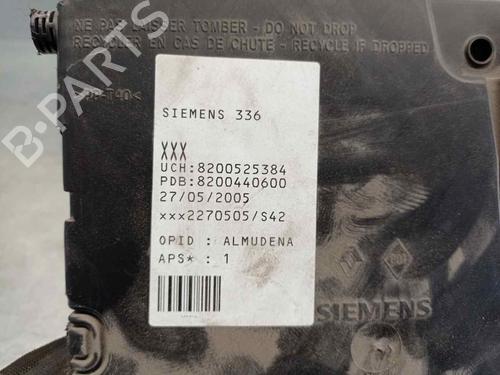 NE PAS LAISSER TOMBER - DO NOT DROP
RECYCLER EN CAS DE CHUTE - RECYCLE IF DROPPED
SIEMENS 336
XXX
UCH:8200525384
PDB:8200440600
27/05/2005
xxx2270505/S42
OPID : ALMUDENA
APS* : 1
SIEMENS
B-PARTS